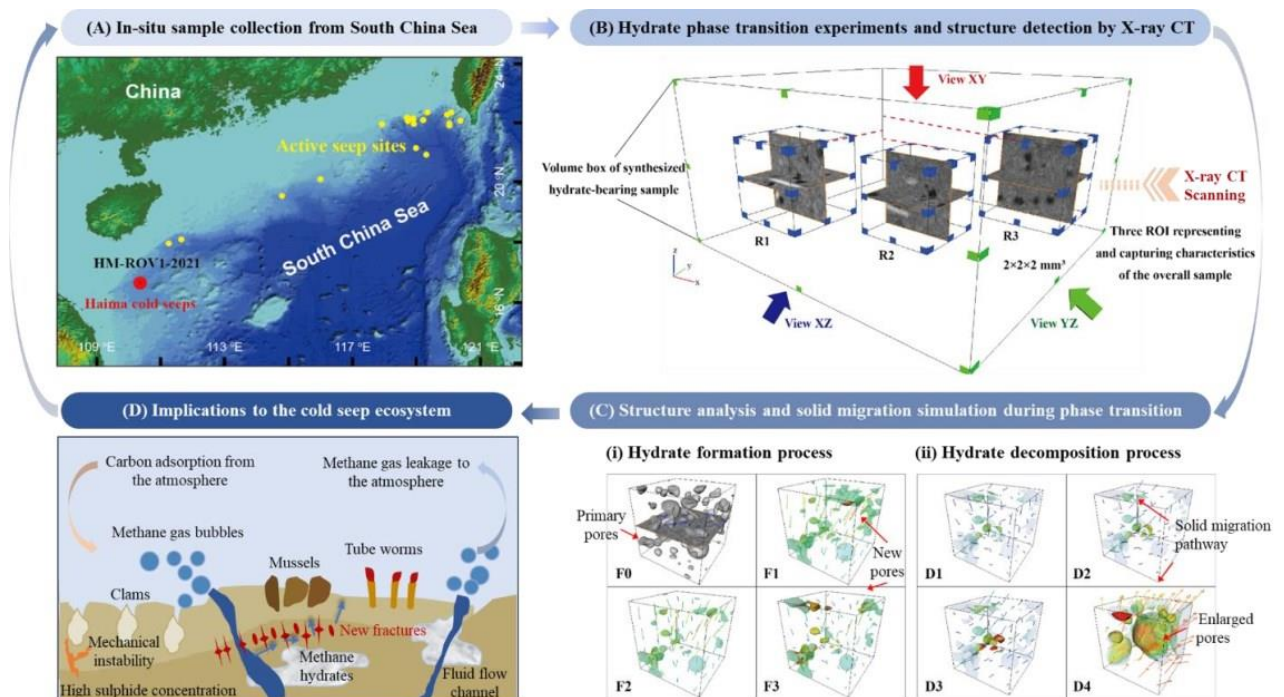 (A) In-situ sample collection from South China Sea
China
24 °N
Active seep sites
20 °N
South China Sea
HM-ROV1-2021
Haima cold seeps
16 °N
109 °E
113 °E
117 °E
121 °E
(B) Hydrate phase transition experiments and structure detection by X-ray CT
View XY
Volume box of synthesized
hydrate-bearing sample
X-ray CT
Scanning
R1
R2
R3
2×2×2 mm³
Three ROI representing
and capturing characteristics
of the overall sample
z
y
x
View XZ
View YZ
(D) Implications to the cold seep ecosystem
Carbon adsorption from
the atmosphere
Methane gas leakage to
the atmosphere
Methane gas bubbles
Mussels
Tube worms
Clams
Mechanical
instability
New fractures
Methane
hydrates
Fluid flow
channel
High sulphide concentration
(C) Structure analysis and solid migration simulation during phase transition
(i) Hydrate formation process
Primary
pores
F0
F1
New
pores
F2
F3
(ii) Hydrate decomposition process
D1
D2
Solid migration
pathway
Enlarged
pores
D3
D4